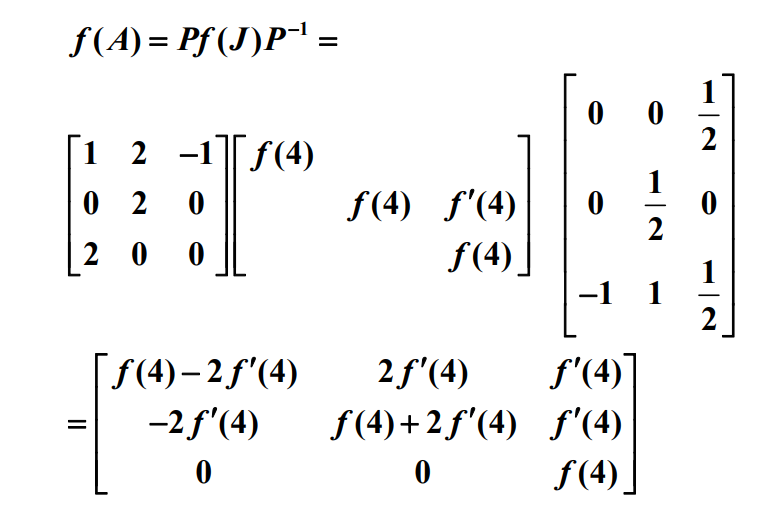 f(A) = Pf(J)P⁻¹ =
[1 2 −1; 0 2 0; 2 0 0] [f(4) _ _; _ f(4) f′(4); _ _ f(4)] [0 0 1/2; 0 1/2 0; −1 1 1/2]
= [f(4)−2f′(4) 2f′(4) f′(4); −2f′(4) f(4)+2f′(4) f′(4); 0 0 f(4)]